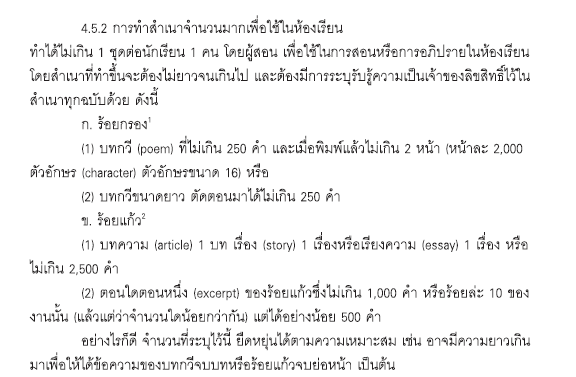 4.5.2 การทำสำเนาจำนวนมากเพื่อใช้ในห้องเรียน
ทำได้ไม่เกิน 1 ชุดต่อนักเรียน 1 คน โดยผู้สอน เพื่อใช้ในการสอนหรือการอภิปรายในห้องเรียน
โดยสำเนาที่ทำขึ้นจะต้องไม่ยาวจนเกินไป และต้องมีการระบุรับรู้ความเป็นเจ้าของลิขสิทธิ์ไว้ใน
สำเนาทุกฉบับด้วย ดังนี้
ก. ร้อยกรอง¹
(1) บทกวี (poem) ที่ไม่เกิน 250 คำ และเมื่อพิมพ์แล้วไม่เกิน 2 หน้า (หน้าละ 2,000
ตัวอักษร (character) ตัวอักษรขนาด 16) หรือ
(2) บทกวีขนาดยาว ตัดตอนมาได้ไม่เกิน 250 คำ
ข. ร้อยแก้ว²
(1) บทความ (article) 1 บท เรื่อง (story) 1 เรื่องหรือเรียงความ (essay) 1 เรื่อง หรือ
ไม่เกิน 2,500 คำ
(2) ตอนใดตอนหนึ่ง (excerpt) ของร้อยแก้วซึ่งไม่เกิน 1,000 คำ หรือร้อยละ 10 ของ
งานนั้น (แล้วแต่ว่าจำนวนใดน้อยกว่ากัน) แต่ได้อย่างน้อย 500 คำ
อย่างไรก็ดี จำนวนที่ระบุไว้นี้ ยืดหยุ่นได้ตามความเหมาะสม เช่น อาจมีความยาวเกิน
มาเพื่อให้ได้ข้อความของบทกวีจบบทหรือร้อยแก้วจบย่อหน้า เป็นต้น